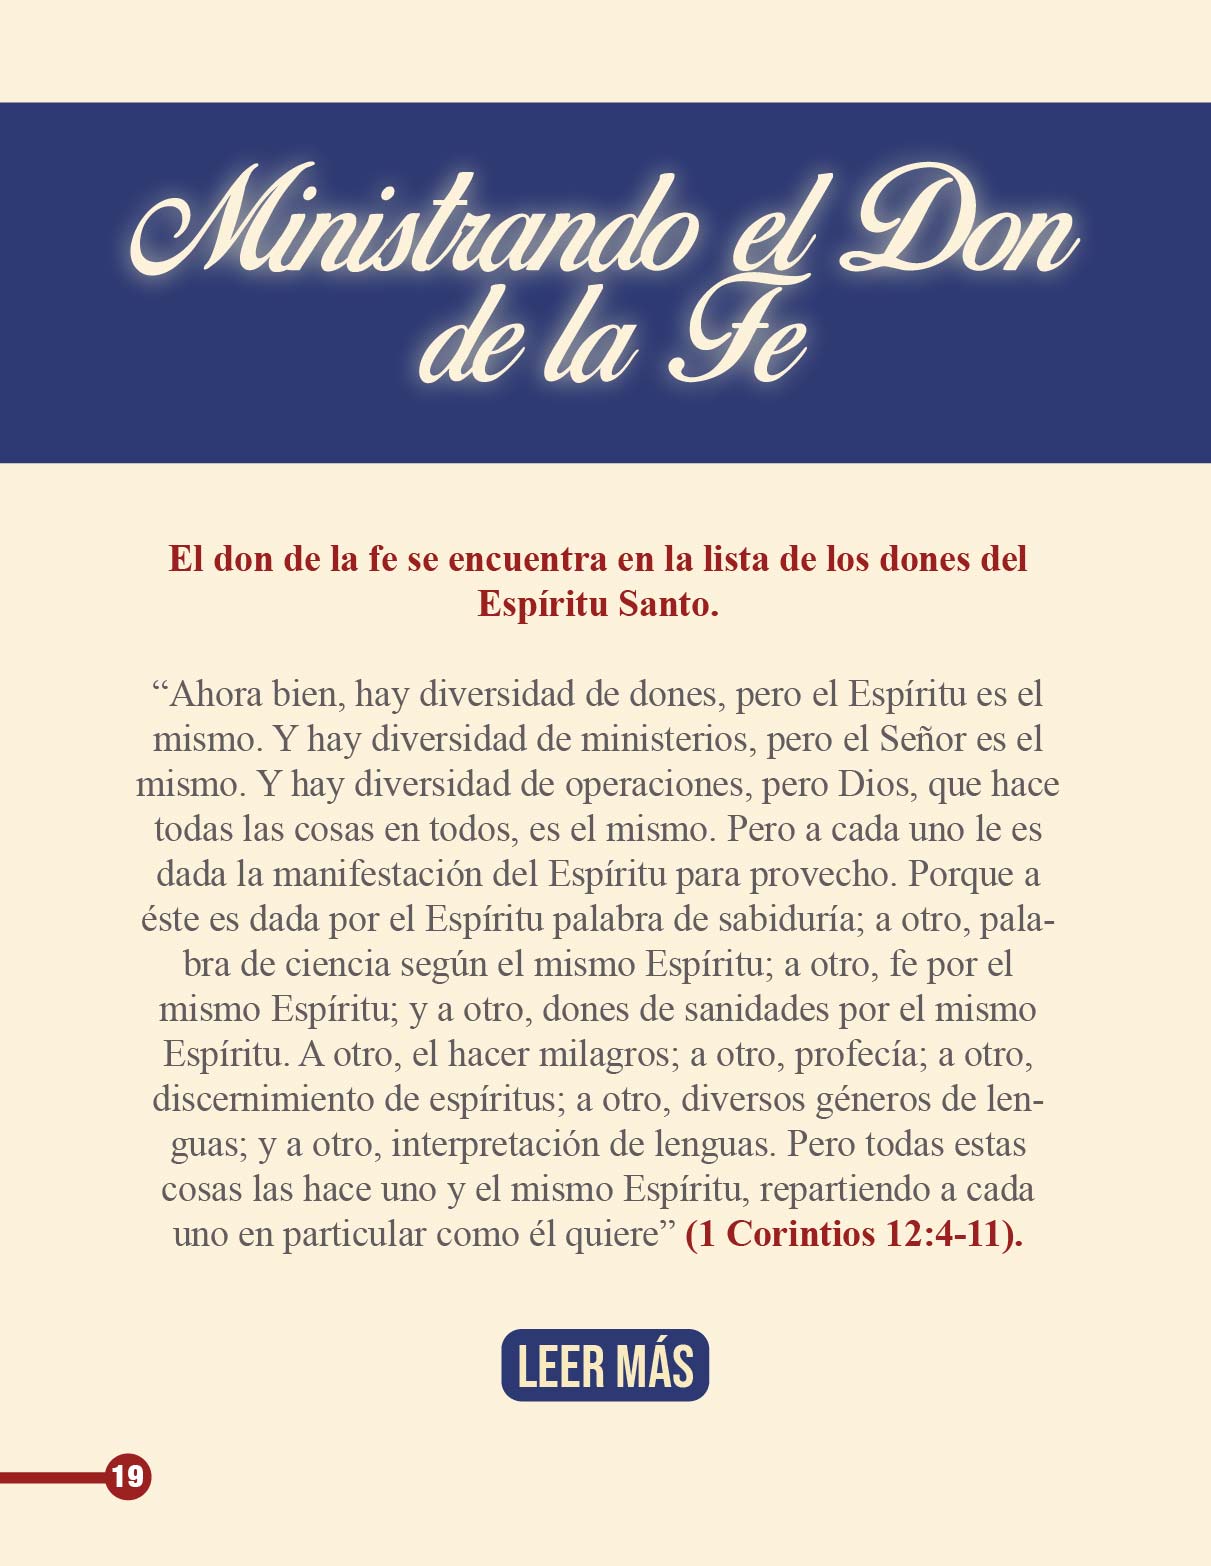 Ministrando el Don
de la Fe
El don de la fe se encuentra en la lista de los dones del
Espíritu Santo.
“Ahora bien, hay diversidad de dones, pero el Espíritu es el
mismo. Y hay diversidad de ministerios, pero el Señor es el
mismo. Y hay diversidad de operaciones, pero Dios, que hace
todas las cosas en todos, es el mismo. Pero a cada uno le es
dada la manifestación del Espíritu para provecho. Porque a
éste es dada por el Espíritu palabra de sabiduría; a otro, pala-
bra de ciencia según el mismo Espíritu; a otro, fe por el
mismo Espíritu; y a otro, dones de sanidades por el mismo
Espíritu. A otro, el hacer milagros; a otro, profecía; a otro,
discernimiento de espíritus; a otro, diversos géneros de len-
guas; y a otro, interpretación de lenguas. Pero todas estas
cosas las hace uno y el mismo Espíritu, repartiendo a cada
uno en particular como él quiere” (1 Corintios 12:4-11).
LEER MÁS
19